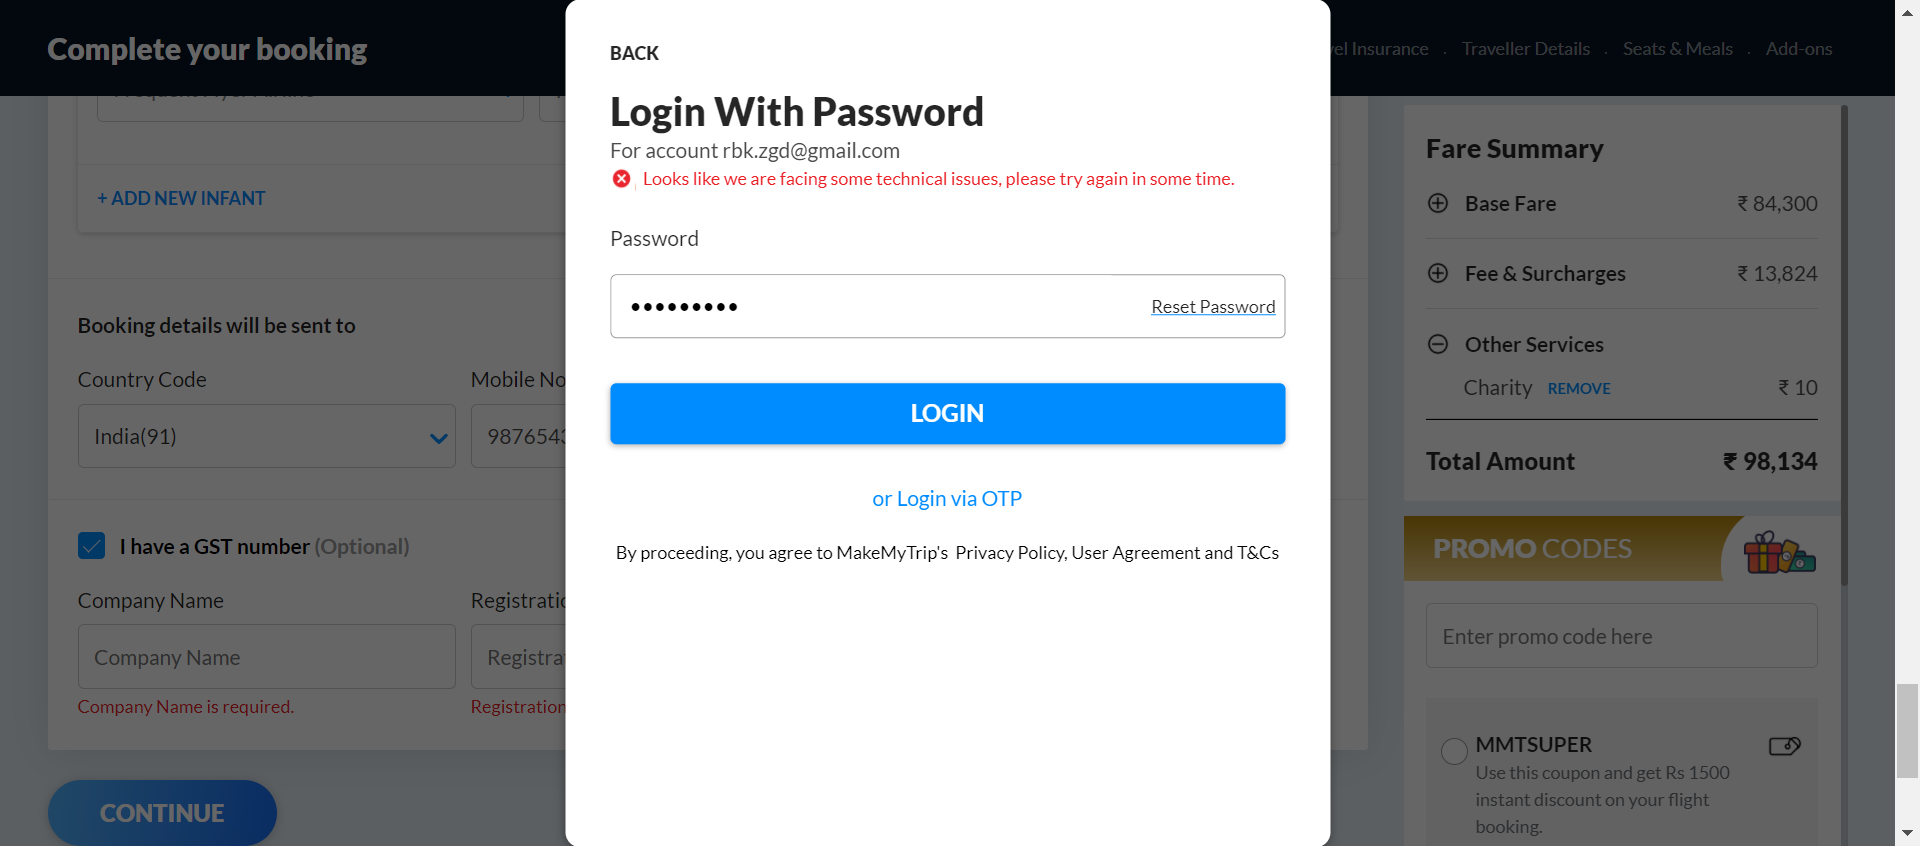 Complete your booking
Insurance . Traveller Details . Seats & Meals . Add-ons
+ ADD NEW INFANT
Booking details will be sent to
Country Code
Mobile No
India(91)
I have a GST number (Optional)
Company Name
Company Name
Company Name is required.
Registration
CONTINUE
BACK
Login With Password
For account rbk.zgd@gmail.com
Looks like we are facing some technical issues, please try again in some time.
Password
•••••••••
Reset Password
LOGIN
or Login via OTP
By proceeding, you agree to MakeMyTrip's Privacy Policy, User Agreement and T&Cs
Fare Summary
Base Fare ₹ 84,300
Fee & Surcharges ₹ 13,824
Other Services
Charity REMOVE ₹ 10
Total Amount ₹ 98,134
PROMO CODES
Enter promo code here
MMTSUPER
Use this coupon and get Rs 1500
instant discount on your flight
booking.